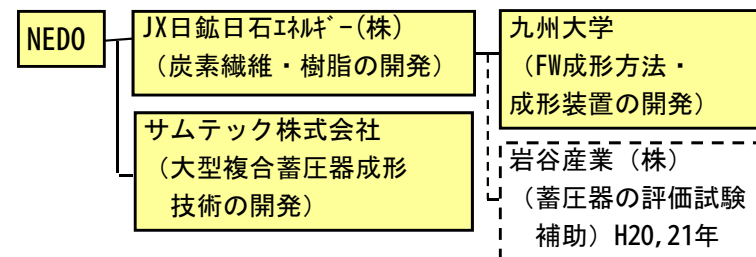 NEDO
JX日鉱日石ｴﾈﾙｷﾞｰ(株)
（炭素繊維・樹脂の開発）
サムテック株式会社
（大型複合蓄圧器成形
技術の開発）
九州大学
（FW成形方法・
成形装置の開発）
岩谷産業（株）
（蓄圧器の評価試験
補助）H20,21年